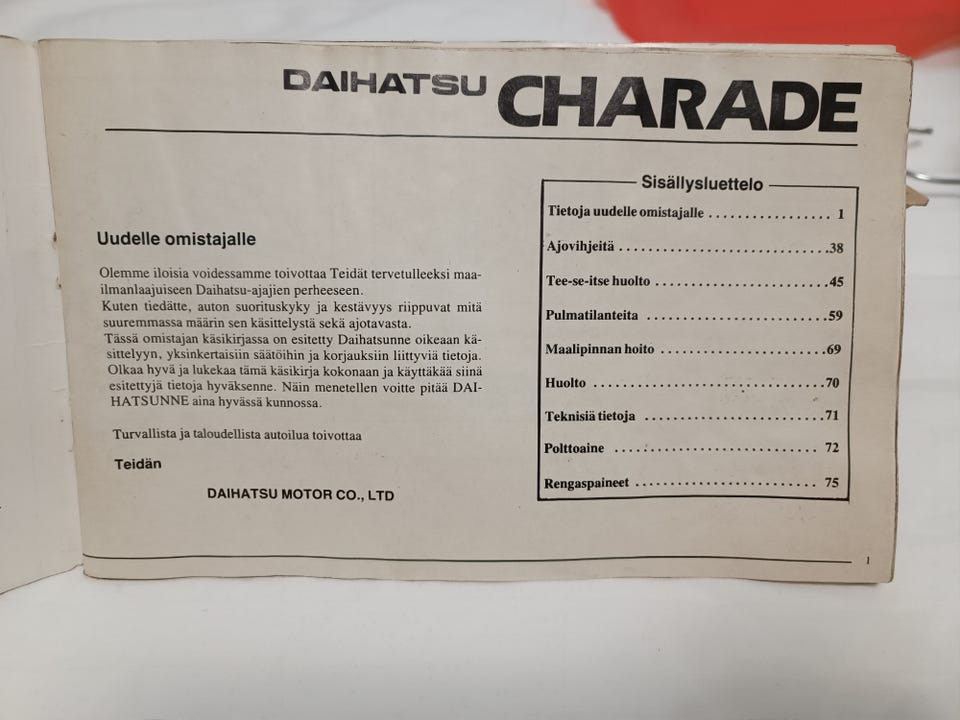 DAIHATSU CHARADE
Uudelle omistajalle
Olemme iloisia voidessamme toivottaa Teidät tervetulleeksi maa-
ilmanlaajuiseen Daihatsu-ajajien perheeseen.
Kuten tiedätte, auton suorituskyky ja kestävyys riippuvat mitä
suuremmassa määrin sen käsittelystä sekä ajotavasta.
Tässä omistajan käsikirjassa on esitetty Daihatsunne oikeaan kä-
sittelyyn, yksinkertaisiin säätöihin ja korjauksiin liittyviä tietoja.
Olkaa hyvä ja lukekaa tämä käsikirja kokonaan ja käyttäkää siinä
esitettyjä tietoja hyväksenne. Näin menetellen voitte pitää DAI-
HATSUNNE aina hyvässä kunnossa.
Turvallista ja taloudellista autoilua toivottaa
Teidän
DAIHATSU MOTOR CO., LTD
Sisällysluettelo
Tietoja uudelle omistajalle ................. 1
Ajovihjeitä .............................38
Tee-se-itse huolto ........................45
Pulmatilanteita .........................59
Maalipinnan hoito .......................69
Huolto ................................70
Teknisiä tietoja .........................71
Polttoaine ............................ 72
Rengaspaineet ......................... 75
1